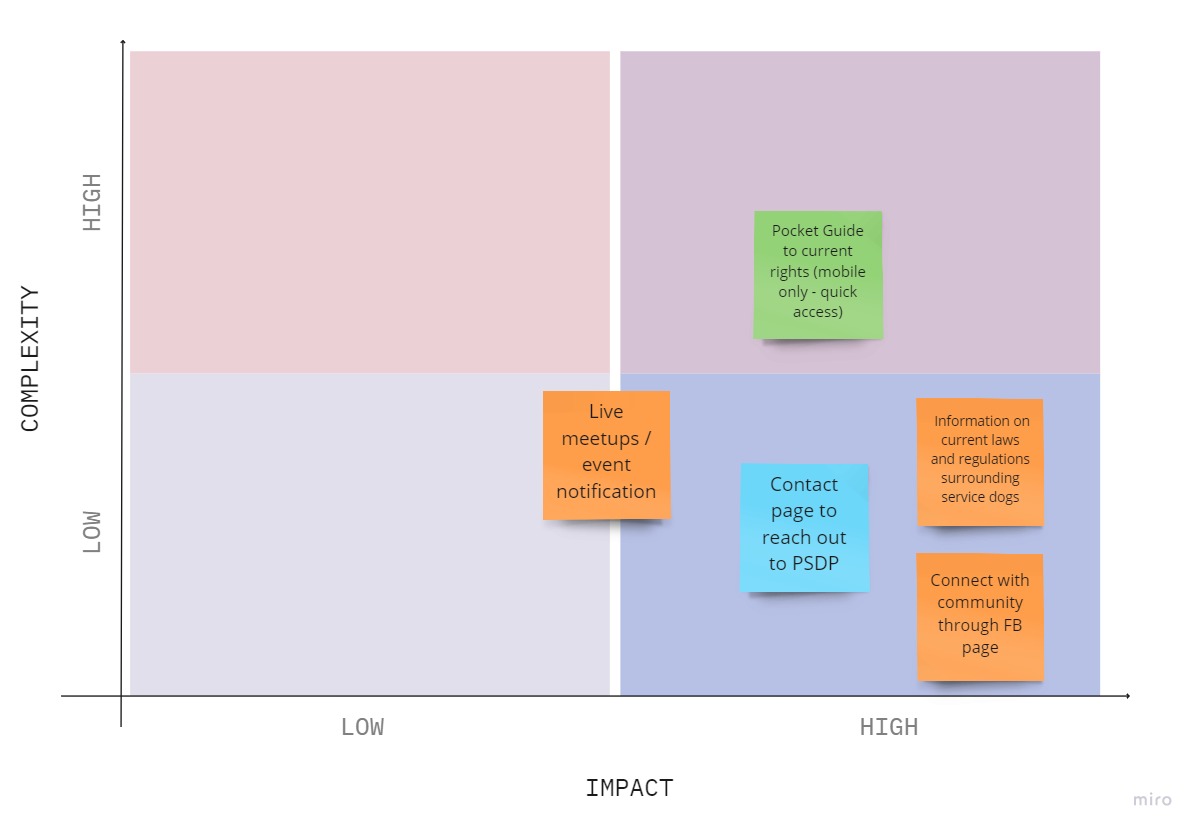 COMPLEXITY
HIGH
LOW
Pocket Guide
to current
rights (mobile
only - quick
access)
Live
meetups /
event
notification
Contact
page to
reach out
to PSDP
Information on
current laws
and regulations
surrounding
service dogs
Connect with
community
through FB
page
LOW
HIGH
IMPACT
miro